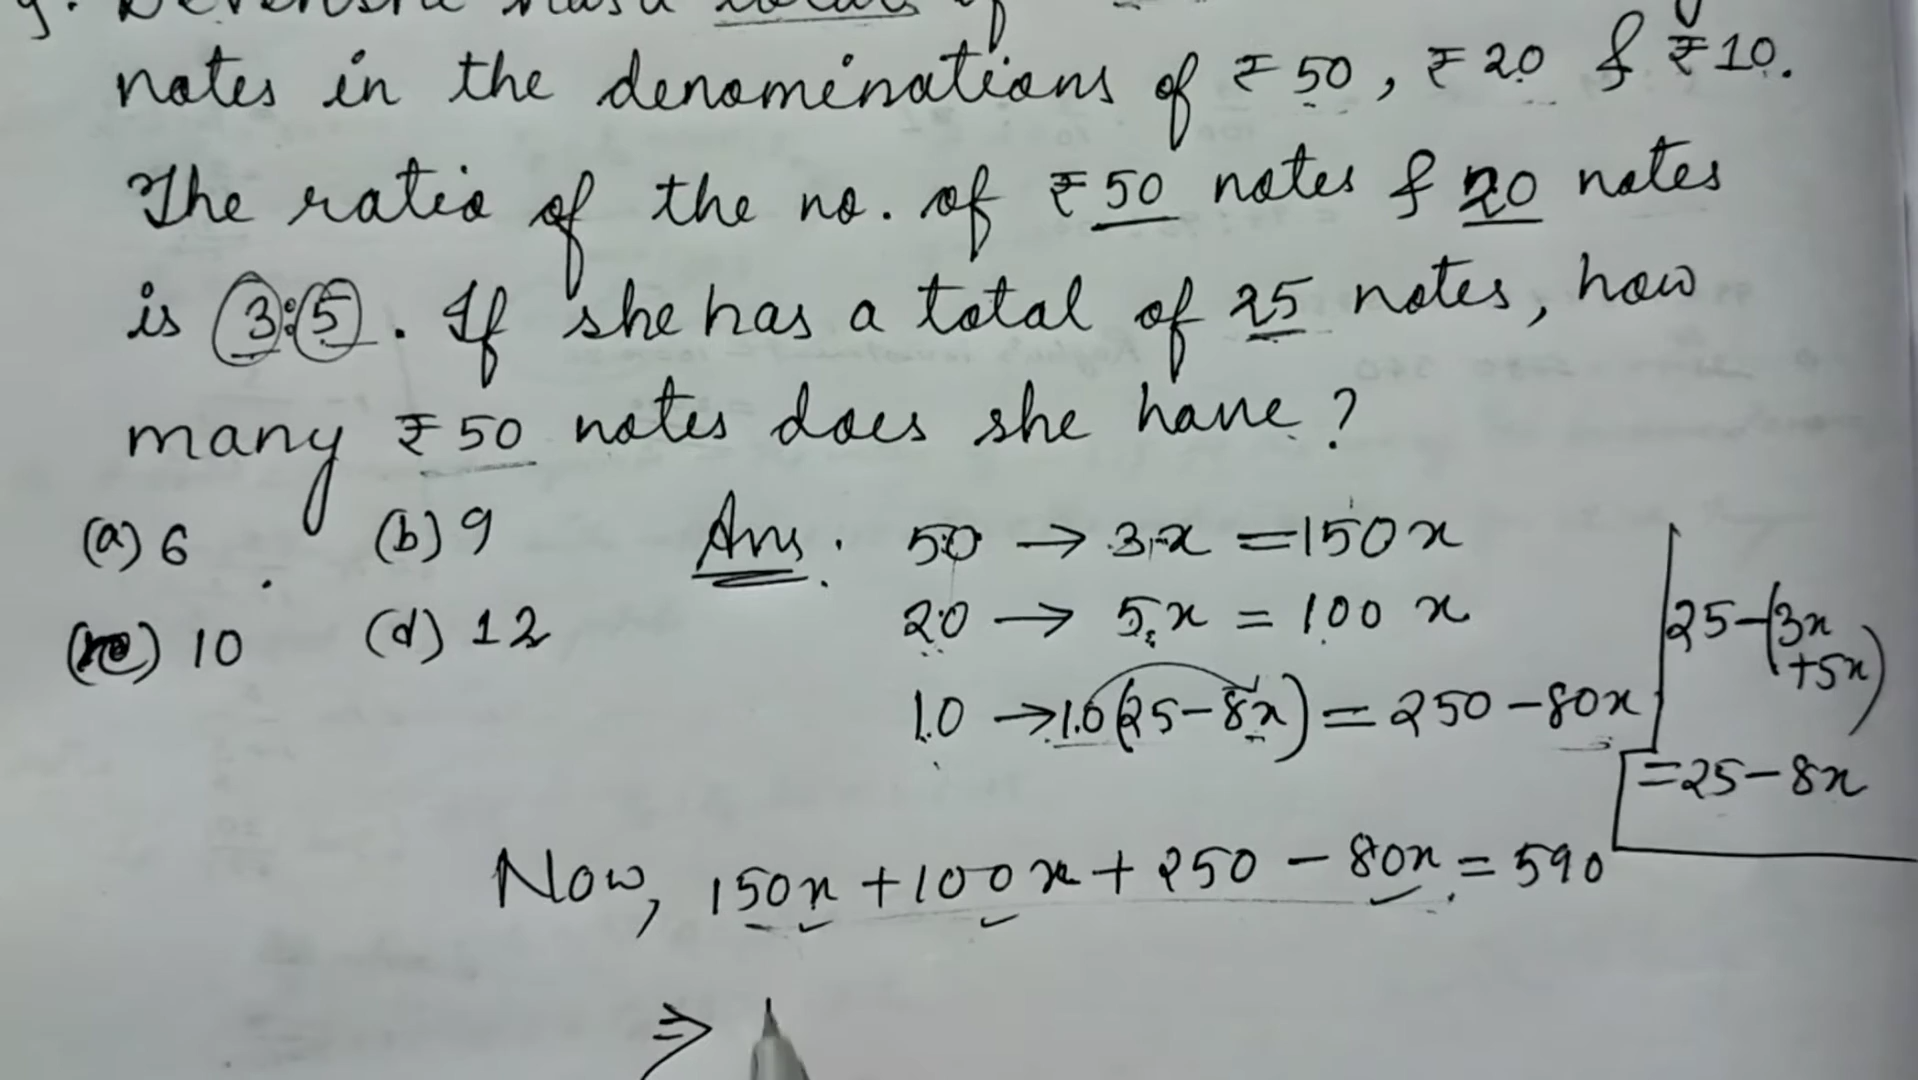 notes in the denominations of ₹50, ₹20 & ₹10.
The ratio of the no. of ₹50 notes & 20 notes
is 3:5. If she has a total of 25 notes, how
many ₹50 notes does she have?
(a) 6 (b) 9
(c) 10 (d) 12
Ans: 50 → 3x = 150x
20 → 5x = 100x
10 → 10(25-8x) = 250-80x
25-(3x
+5x)
=25-8x
Now, 150x + 100x + 250 - 80x = 590
⇒